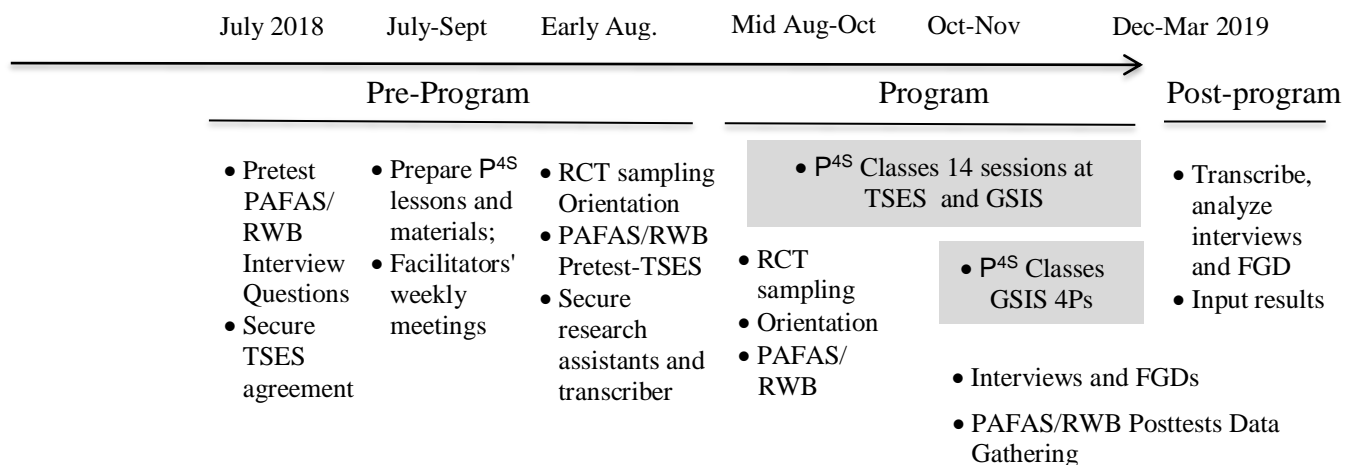 July 2018
July-Sept
Early Aug.
Mid Aug-Oct
Oct-Nov
Dec-Mar 2019
Pre-Program
Program
Post-program
• Pretest
PAFAS/
RWB
Interview
Questions
• Secure
TSES
agreement
• Prepare P4S
lessons and
materials;
• Facilitators'
weekly
meetings
• RCT sampling
Orientation
• PAFAS/RWB
Pretest-TSES
• Secure
research
assistants and
transcriber
• P4S Classes 14 sessions at
TSES and GSIS
• RCT
sampling
• Orientation
• PAFAS/
RWB
• P4S Classes
GSIS 4Ps
• Interviews and FGDs
• PAFAS/RWB Posttests Data
Gathering
• Transcribe,
analyze
interviews
and FGD
• Input results